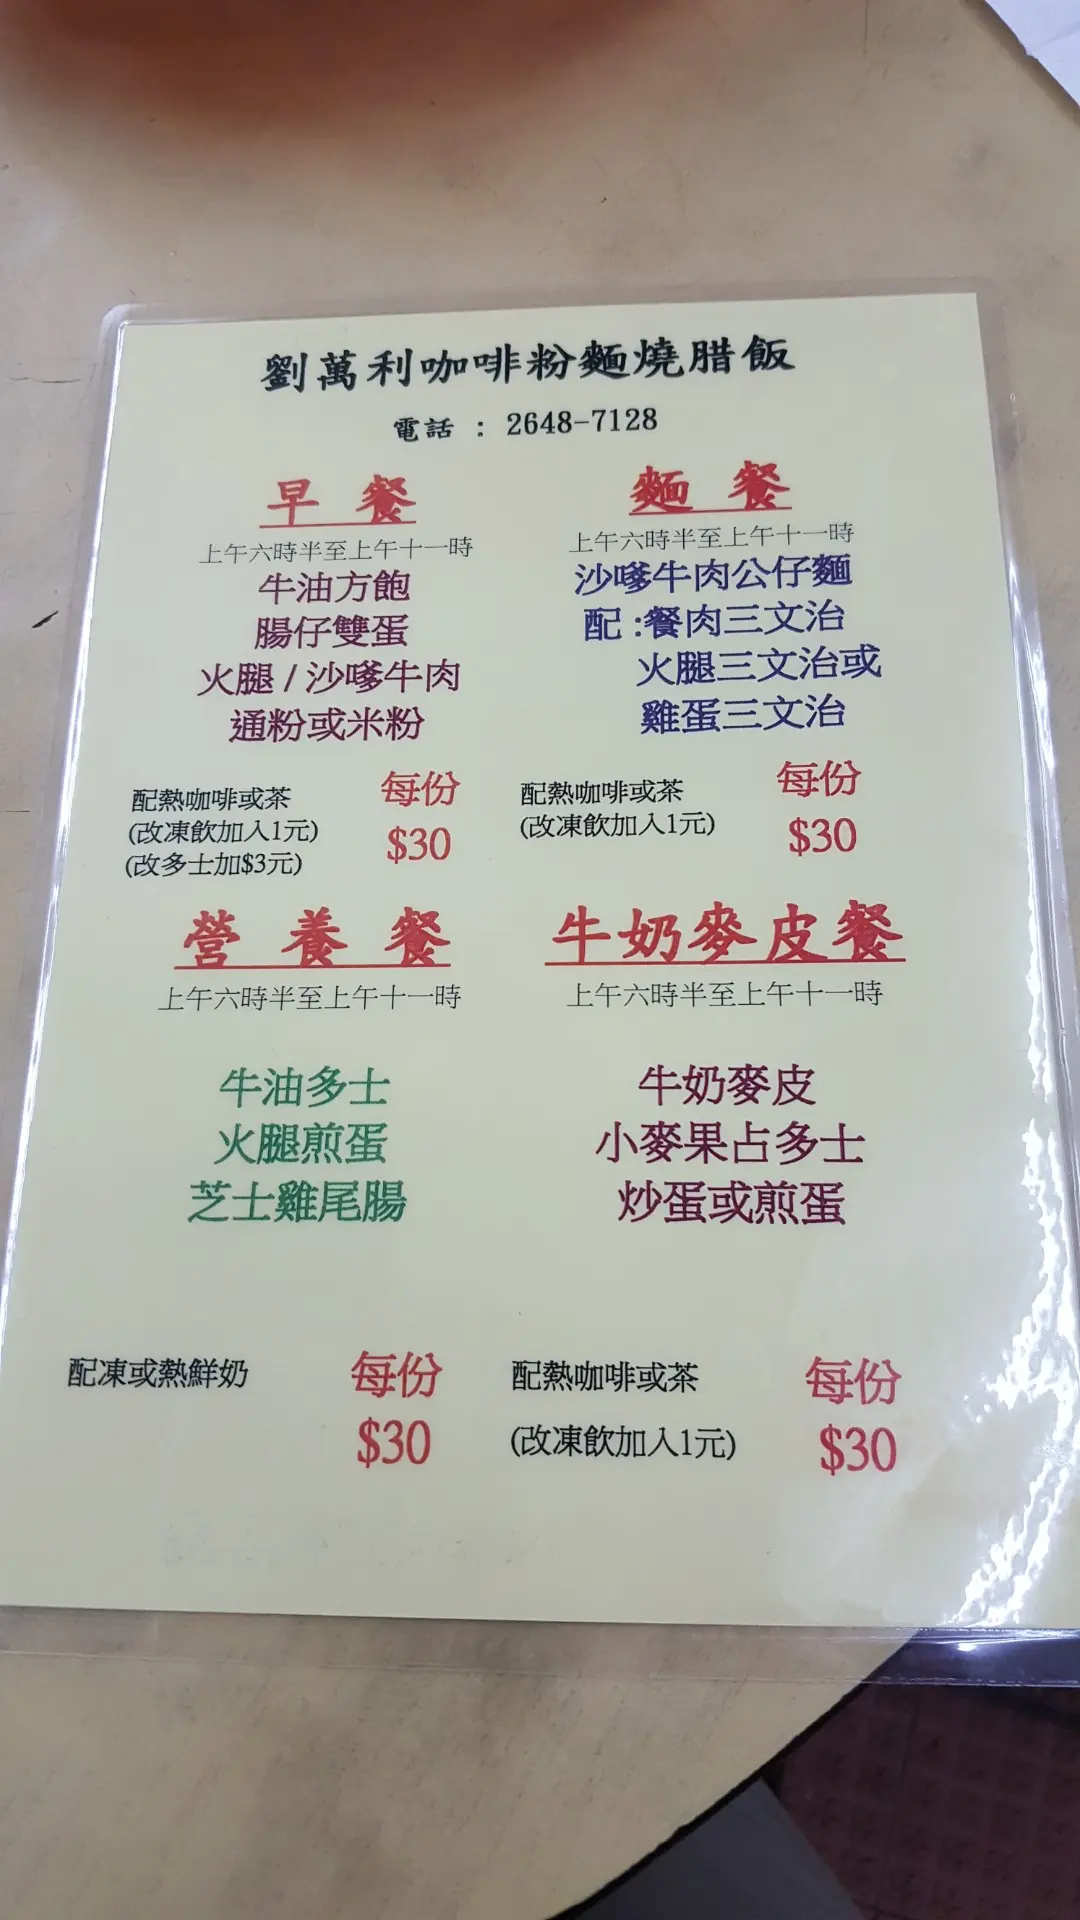 劉萬利咖啡粉麵燒腊飯
電話 : 2648-7128
早 餐
上午六時半至上午十一時
牛油方飽
腸仔雙蛋
火腿 / 沙嗲牛肉
通粉或米粉
配熱咖啡或茶
(改凍飲加入1元)
(改多士加$3元)
每份
$30
麵 餐
上午六時半至上午十一時
沙嗲牛肉公仔麵
配 :餐肉三文治
火腿三文治或
雞蛋三文治
配熱咖啡或茶
(改凍飲加入1元)
每份
$30
營 養 餐
上午六時半至上午十一時
牛油多士
火腿煎蛋
芝士雞尾腸
配凍或熱鮮奶
每份
$30
牛奶麥皮餐
上午六時半至上午十一時
牛奶麥皮
小麥果占多士
炒蛋或煎蛋
配熱咖啡或茶
(改凍飲加入1元)
每份
$30